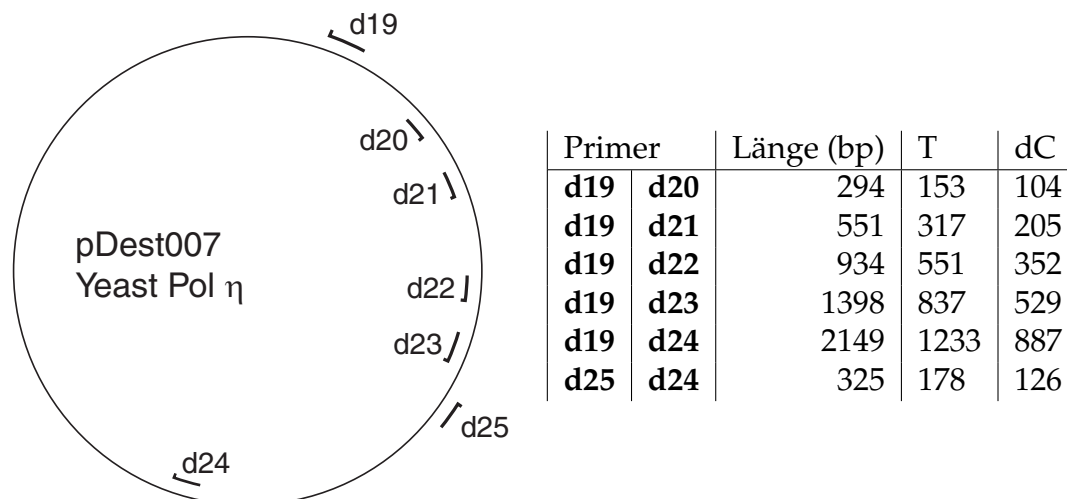 d19
d20
d21
pDest007
Yeast Pol η
d22
d23
d25
d24
Primer Länge (bp) T dC
d19 d20 294 153 104
d19 d21 551 317 205
d19 d22 934 551 352
d19 d23 1398 837 529
d19 d24 2149 1233 887
d25 d24 325 178 126